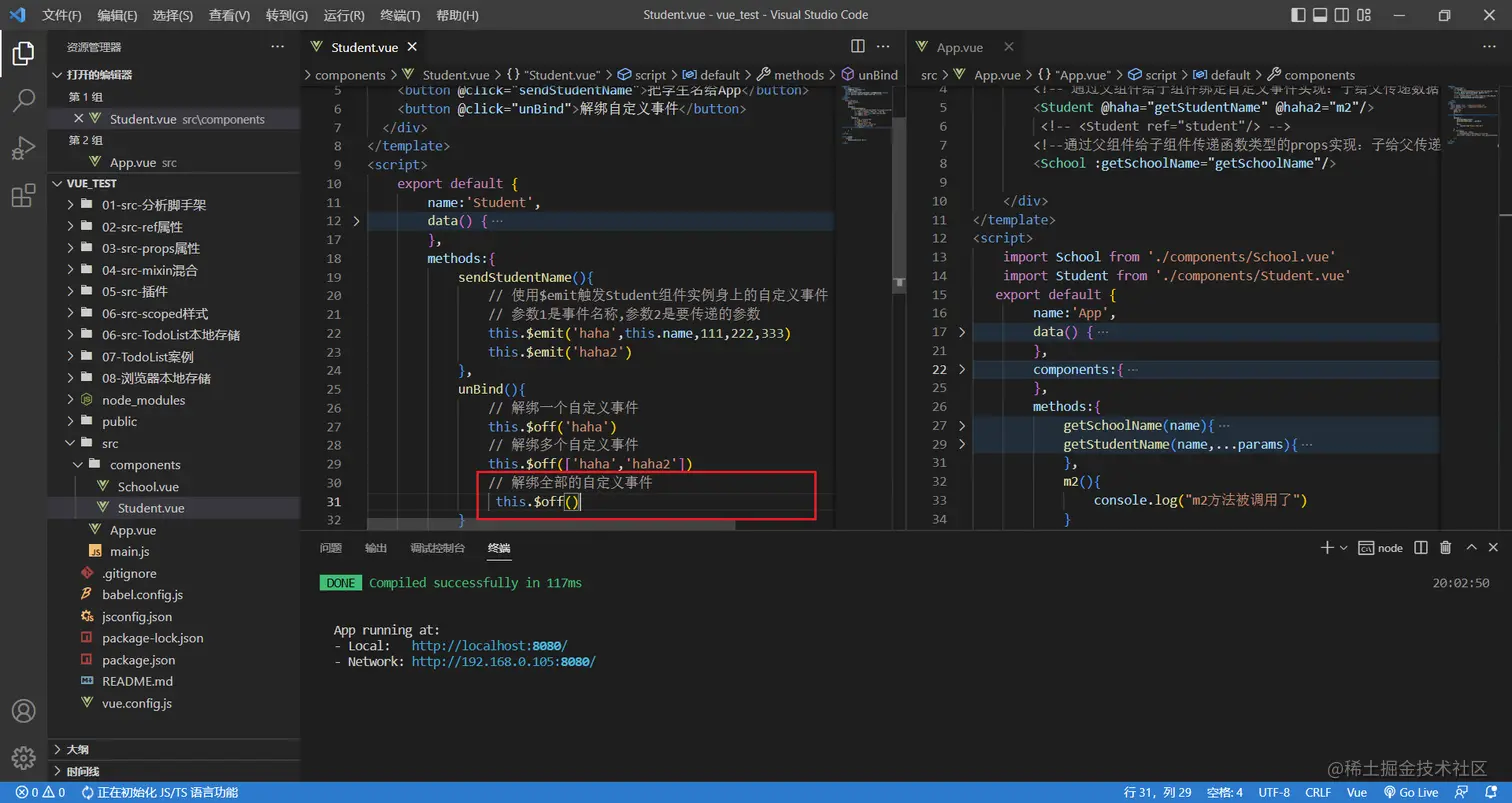 文件(F) 编辑(E) 选择(S) 查看(V) 转到(G) 运行(R) 终端(T) 帮助(H)
Student.vue - vue_test - Visual Studio Code
资源管理器
打开的编辑器
第 1 组
Student.vue src\components
第 2 组
App.vue src
VUE_TEST
01-src-分析脚手架
02-src-ref属性
03-src-props属性
04-src-mixin混合
05-src-插件
06-src-scoped样式
06-src-TodoList本地存储
07-TodoList案例
08-浏览器本地存储
node_modules
public
src
components
School.vue
Student.vue
App.vue
main.js
.gitignore
babel.config.js
jsconfig.json
package-lock.json
package.json
README.md
vue.config.js
大纲
时间线
Student.vue
components > Student.vue > {} "Student.vue" > script > default > methods > unBind
5 <button @click="sendStudentName">把学生名给App</button>
6 <button @click="unBind">解绑自定义事件</button>
7 </div>
8 </template>
9 <script>
10 export default {
11 name:'Student',
12 data() { ...
17 },
18 methods:{
19 sendStudentName(){
20 // 使用$emit触发Student组件实例身上的自定义事件
21 // 参数1是事件名称,参数2是要传递的参数
22 this.$emit('haha',this.name,111,222,333)
23 this.$emit('haha2')
24 },
25 unBind(){
26 // 解绑一个自定义事件
27 this.$off('haha')
28 // 解绑多个自定义事件
29 this.$off(['haha','haha2'])
30 // 解绑全部的自定义事件
31 this.$off()
32 }
App.vue
src > App.vue > {} "App.vue" > script > default > components
4 <!-- 通过父组件给子组件绑定自定义事件实现：子给父传递数据
5 <Student @haha="getStudentName" @haha2="m2"/>
6 <!-- <Student ref="student"/> -->
7 <!--通过父组件给子组件传递函数类型的props实现：子给父传递
8 <School :getSchoolName="getSchoolName"/>
9
10 </div>
11 </template>
12 <script>
13 import School from './components/School.vue'
14 import Student from './components/Student.vue'
15 export default {
16 name:'App',
17 data() { ...
21 },
22 components:{ ...
25 },
26 methods:{
27 getSchoolName(name){ ...
29 getStudentName(name,...params){ ...
31 },
32 m2(){
33 console.log("m2方法被调用了")
34 }
问题 输出 调试控制台 终端
node
DONE Compiled successfully in 117ms 20:02:50
App running at:
- Local: http://localhost:8080/
- Network: http://192.168.0.105:8080/
@稀土掘金技术社区
0 0 正在初始化 JS/TS 语言功能
行 31，列 29 空格: 4 UTF-8 CRLF Vue Go Live